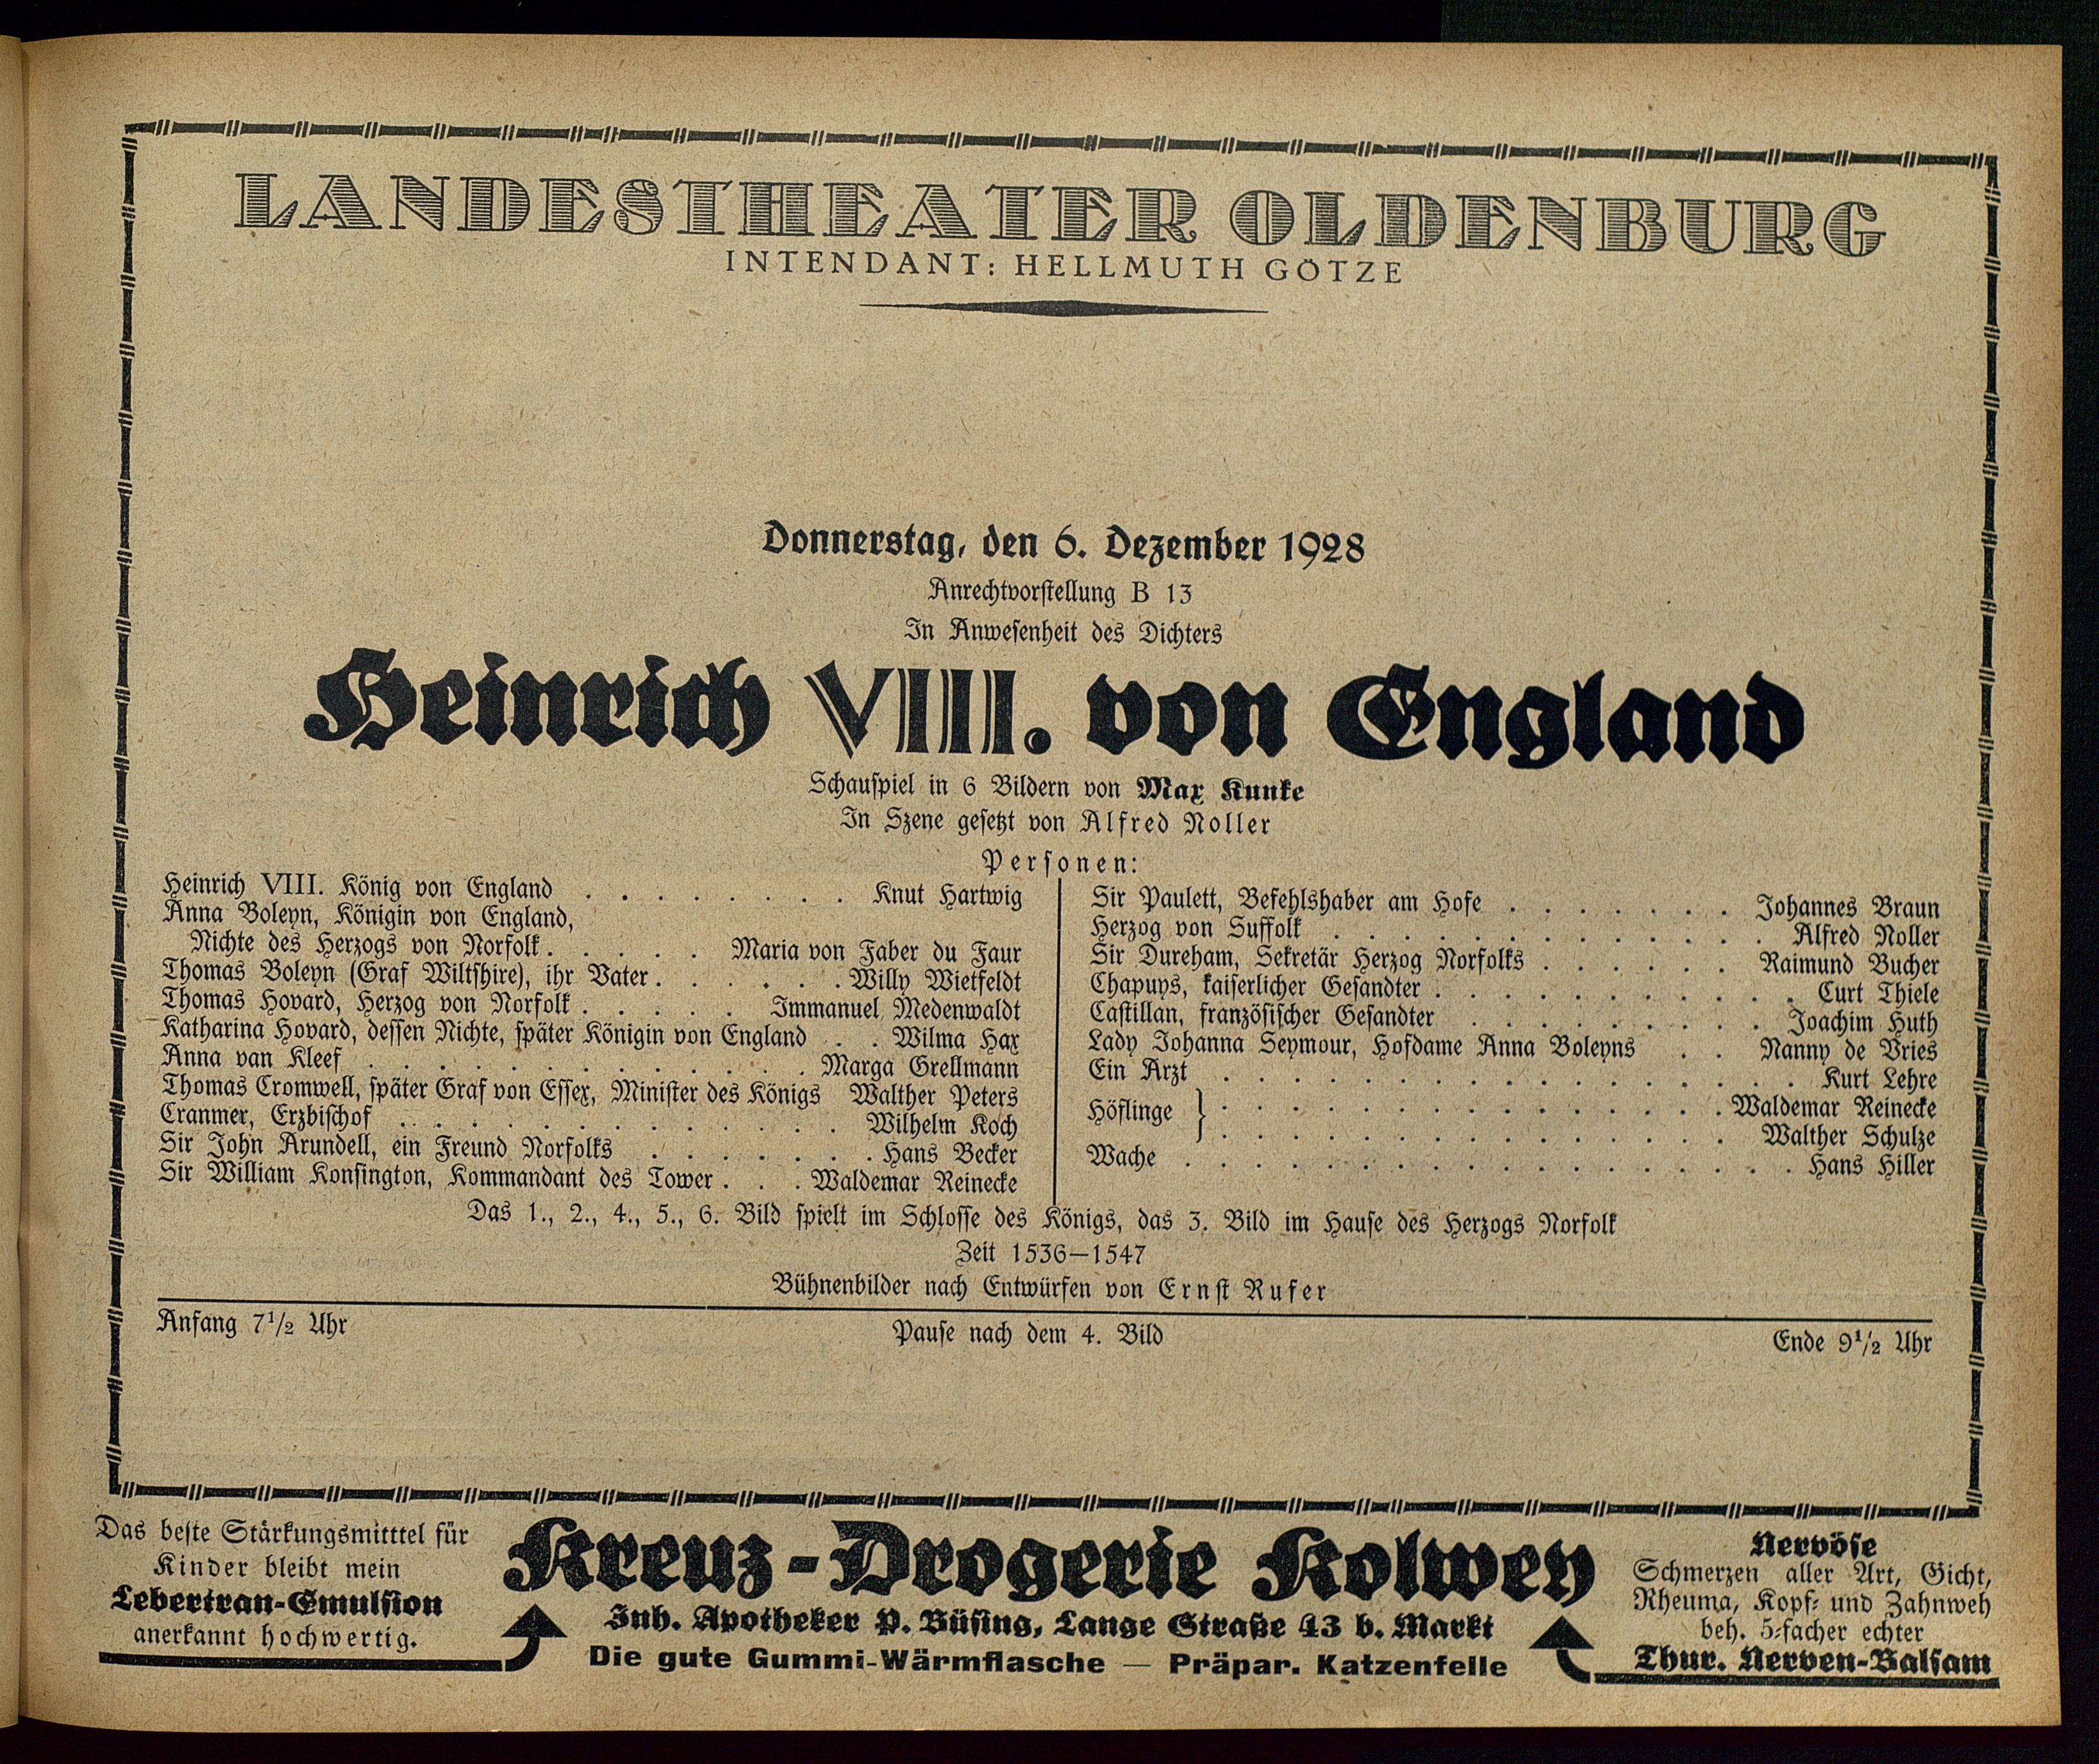 LANDESTHEATER OLDENBURG
INTENDANT: HELLMUTH GÖTZE
Donnerstag, den 6. Dezember 1928
Anrechtvorstellung B 13
In Anwesenheit des Dichters
Heinrich VIII. von England
Schauspiel in 6 Bildern von Max Kunke
In Szene gesetzt von Alfred Noller
Personen:
Heinrich VIII. König von England . . . . . . . . Knut Hartwig
Anna Boleyn, Königin von England,
Nichte des Herzogs von Norfolk . . . . . Maria von Faber du Faur
Thomas Boleyn (Graf Wiltshire), ihr Vater . . . . . . Willy Wietfeldt
Thomas Hovard, Herzog von Norfolk . . . . . Immanuel Medenwaldt
Katharina Hovard, dessen Nichte, später Königin von England . . Wilma Hax
Anna van Kleef . . . . . . . . . . . . . Marga Grellmann
Thomas Cromwell, später Graf von Essex, Minister des Königs Walther Peters
Cranmer, Erzbischof . . . . . . . . . . . . . Wilhelm Koch
Sir John Arundell, ein Freund Norfolks . . . . . . . Hans Becker
Sir William Konsington, Kommandant des Tower . . . Waldemar Reinecke
Sir Paulett, Befehlshaber am Hofe . . . . . . . Johannes Braun
Herzog von Suffolk . . . . . . . . . . . . . Alfred Noller
Sir Dureham, Sekretär Herzog Norfolks . . . . . . Raimund Bucher
Chapuys, kaiserlicher Gesandter . . . . . . . . . . . Curt Thiele
Castillan, französischer Gesandter . . . . . . . . . Joachim Huth
Lady Johanna Seymour, Hofdame Anna Boleyns . . Nanny de Vries
Ein Arzt . . . . . . . . . . . . . . . . . Kurt Lehre
Höflinge } . . . . . . . . . . . . . . . Waldemar Reinecke
. . . . . . . . . . . . . . . Walther Schulze
Wache . . . . . . . . . . . . . . . . . . Hans Hiller
Das 1., 2., 4., 5., 6. Bild spielt im Schlosse des Königs, das 3. Bild im Hause des Herzogs Norfolk
Zeit 1536—1547
Bühnenbilder nach Entwürfen von Ernst Rufer
Anfang 7½ Uhr Pause nach dem 4. Bild Ende 9½ Uhr
Das beste Stärkungsmitttel für
Kinder bleibt mein
Lebertran-Emulsion
anerkannt hochwertig.
Kreuz-Drogerie Kolwey
Inh. Apotheker P. Büsing, Lange Straße 43 b. Markt
Die gute Gummi-Wärmflasche — Präpar. Katzenfelle
Nervöse
Schmerzen aller Art, Gicht,
Rheuma, Kopf- und Zahnweh
beh. 5-facher echter
Thur. Nerven-Balsam